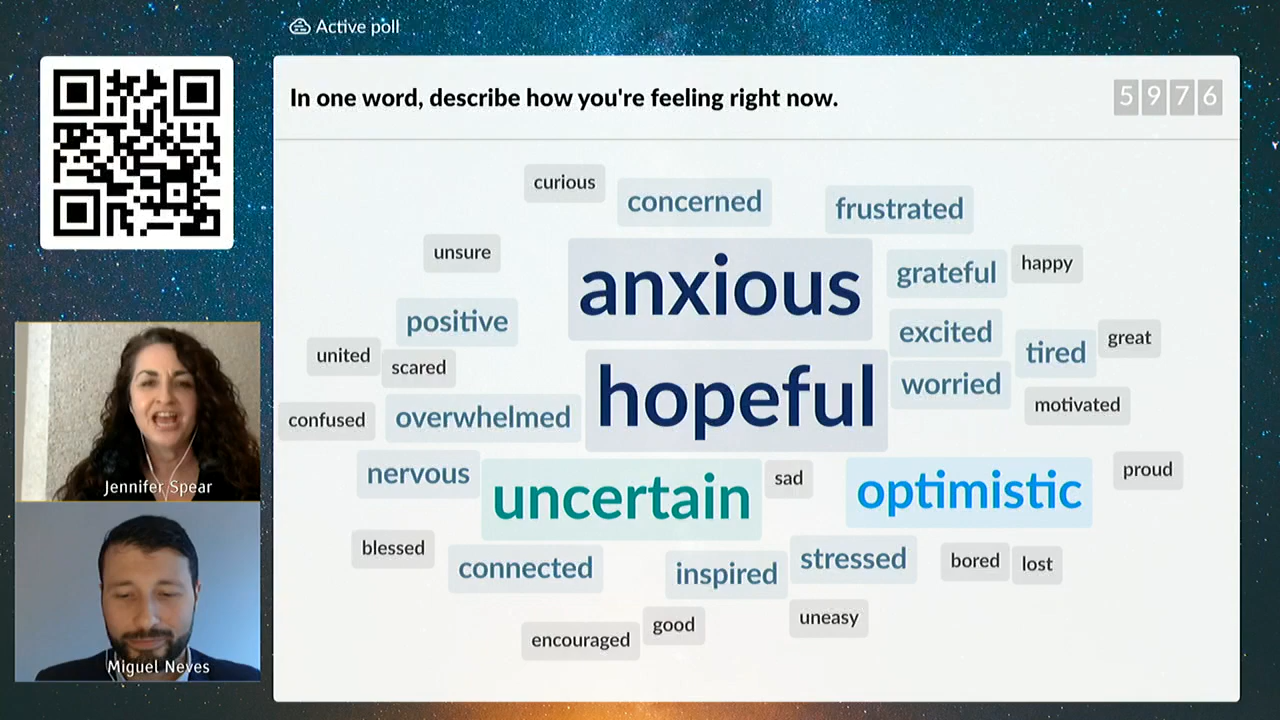 Active poll
In one word, describe how you're feeling right now.
5976
curious
concerned
frustrated
unsure
anxious
grateful
happy
positive
excited
great
united
scared
tired
hopeful
worried
motivated
confused
overwhelmed
nervous
uncertain
sad
optimistic
proud
blessed
connected
inspired
stressed
bored
lost
encouraged
good
uneasy
Jennifer Spear
Miguel Neves